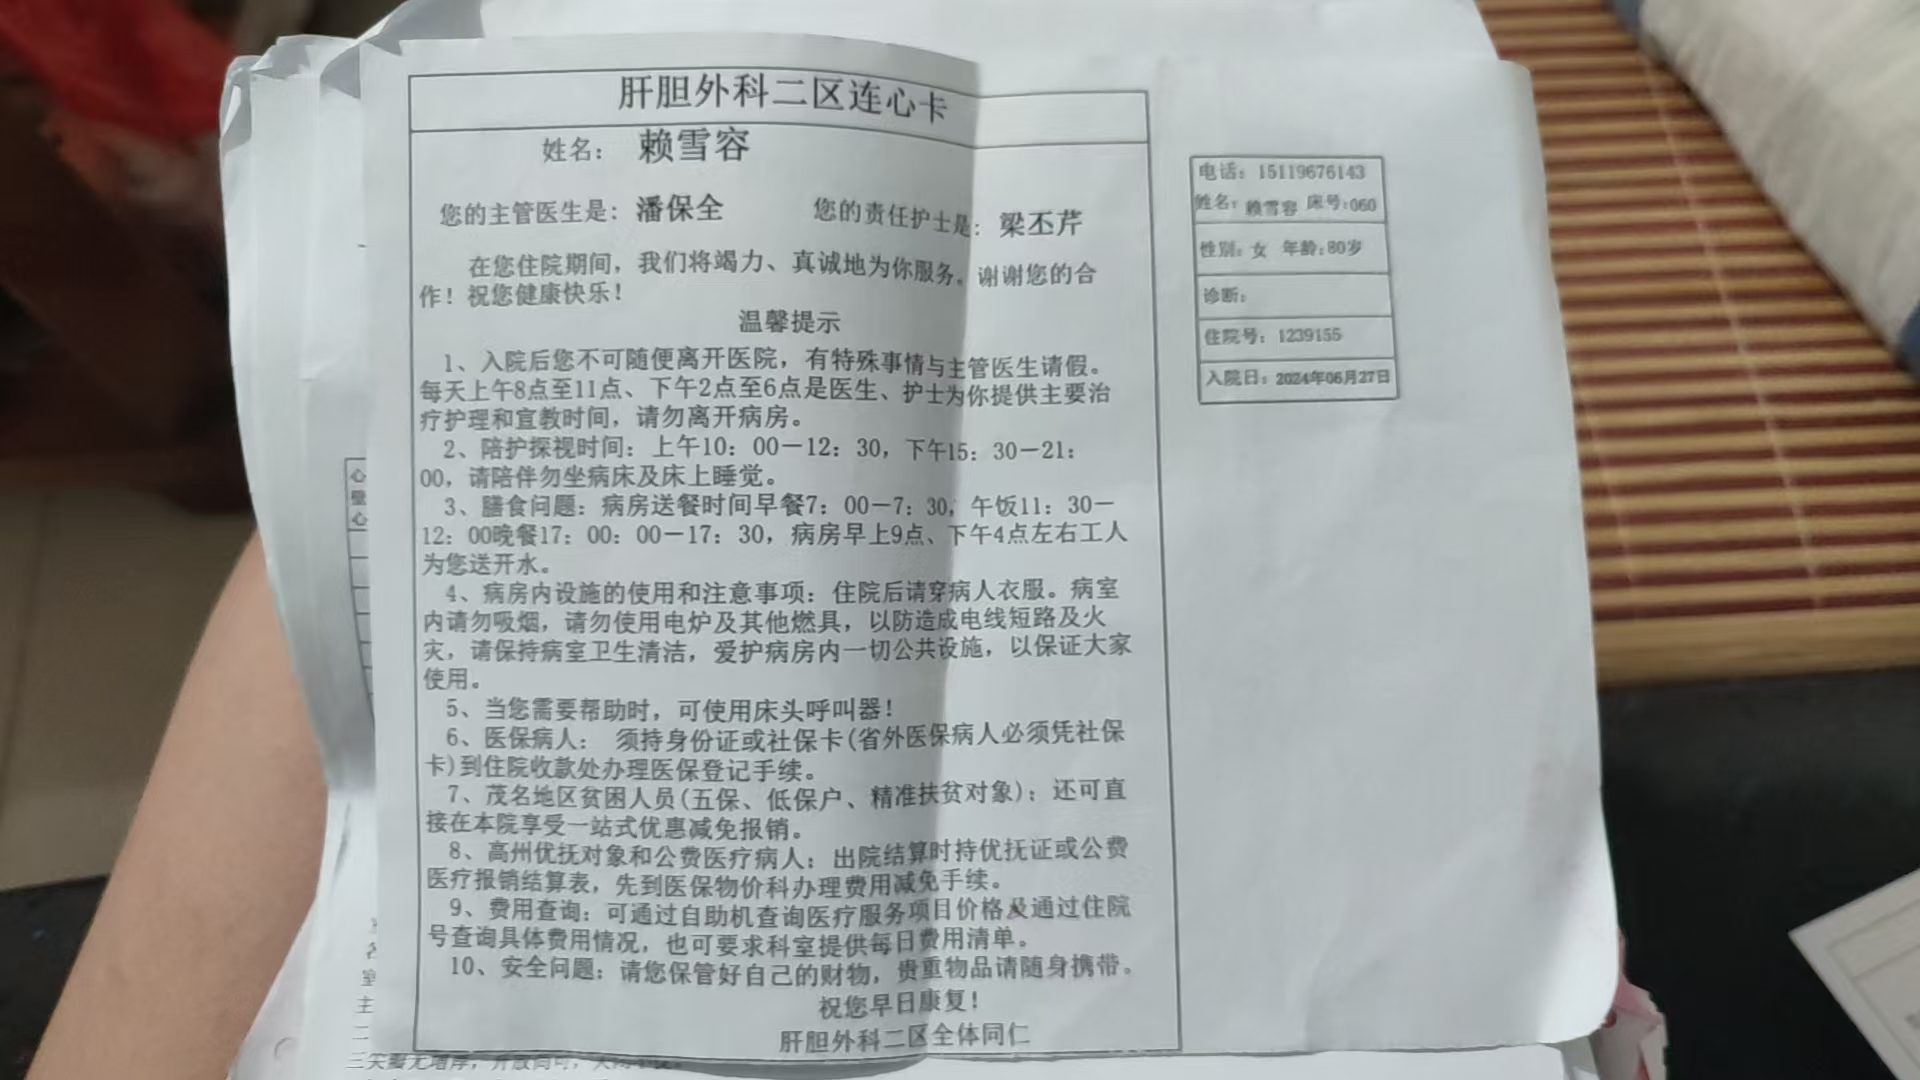 肝胆外科二区连心卡
姓名： 赖雪容
您的主管医生是：潘保全 您的责任护士是：梁丕芹
在您住院期间，我们将竭力、真诚地为你服务。谢谢您的合
作！祝您健康快乐！
温馨提示
1、入院后您不可随便离开医院，有特殊事情与主管医生请假。
每天上午8点至11点、下午2点至6点是医生、护士为你提供主要治
疗护理和宣教时间，请勿离开病房。
2、陪护探视时间：上午10：00－12：30，下午15：30－21：
00，请陪伴勿坐病床及床上睡觉。
3、膳食问题：病房送餐时间早餐7：00－7：30，午饭11：30－
12：00晚餐17：00：00－17：30，病房早上9点、下午4点左右工人
为您送开水。
4、病房内设施的使用和注意事项：住院后请穿病人衣服。病室
内请勿吸烟，请勿使用电炉及其他燃具，以防造成电线短路及火
灾，请保持病室卫生清洁，爱护病房内一切公共设施，以保证大家
使用。
5、当您需要帮助时，可使用床头呼叫器！
6、医保病人： 须持身份证或社保卡(省外医保病人必须凭社保
卡)到住院收款处办理医保登记手续。
7、茂名地区贫困人员(五保、低保户、精准扶贫对象)：还可直
接在本院享受一站式优惠减免报销。
8、高州优抚对象和公费医疗病人：出院结算时持优抚证或公费
医疗报销结算表，先到医保物价科办理费用减免手续。
9、费用查询：可通过自助机查询医疗服务项目价格及通过住院
号查询具体费用情况，也可要求科室提供每日费用清单。
10、安全问题：请您保管好自己的财物，贵重物品请随身携带。
祝您早日康复！
肝胆外科二区全体同仁
电话：15119676143
姓名：赖雪容 床号:060
性别：女 年龄:80岁
诊断：
住院号：1239155
入院日：2024年06月27日
心
壁
心